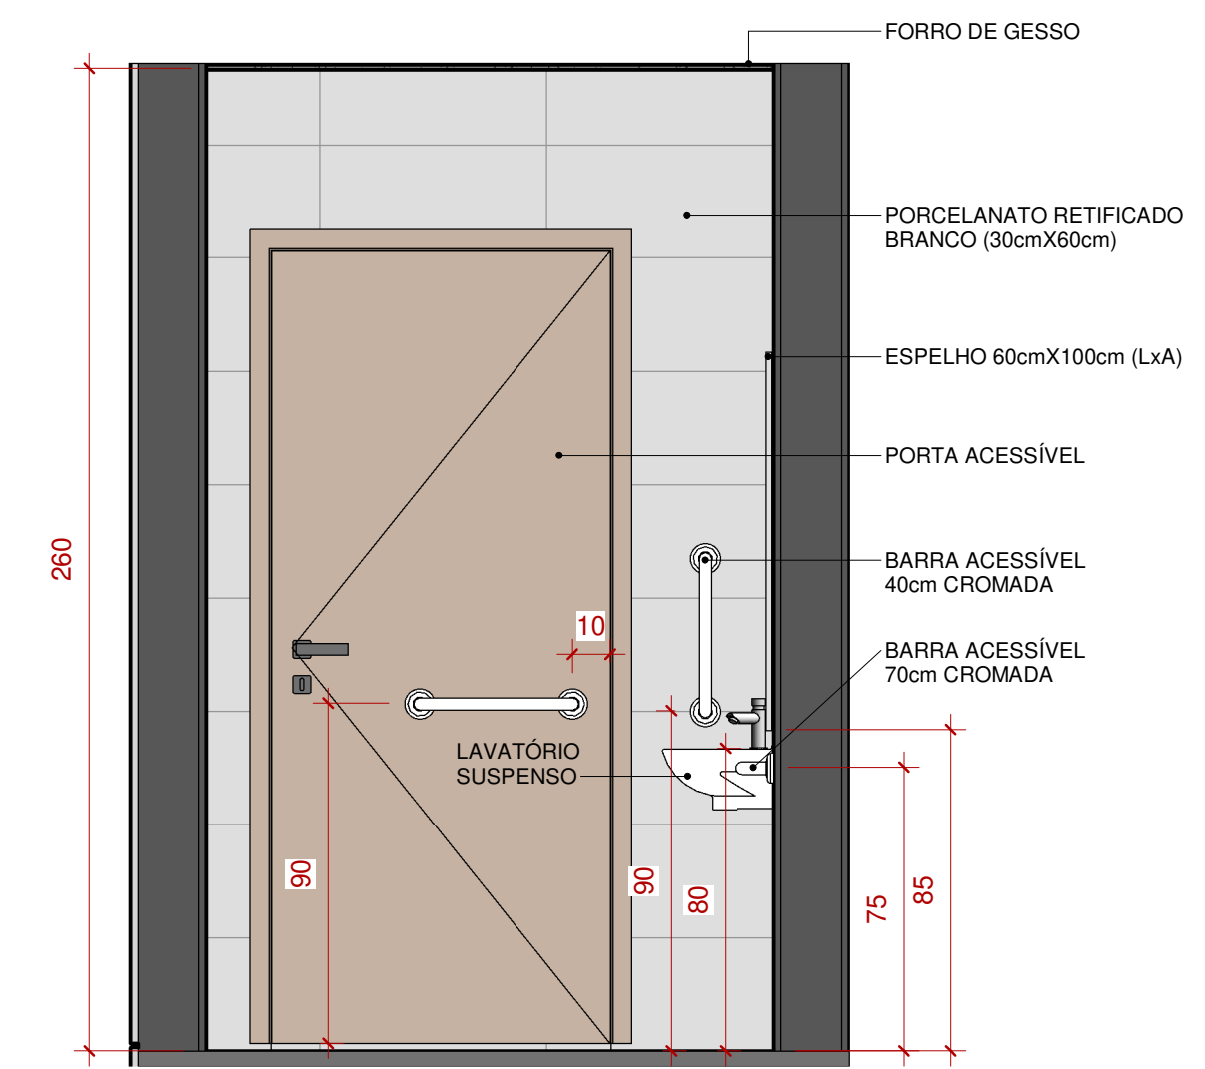 FORRO DE GESSO
PORCELANATO RETIFICADO
BRANCO (30cmX60cm)
ESPELHO 60cmX100cm (LxA)
PORTA ACESSÍVEL
260
BARRA ACESSÍVEL
40cm CROMADA
10
BARRA ACESSÍVEL
70cm CROMADA
LAVATÓRIO
SUSPENSO
90
90
80
75
85